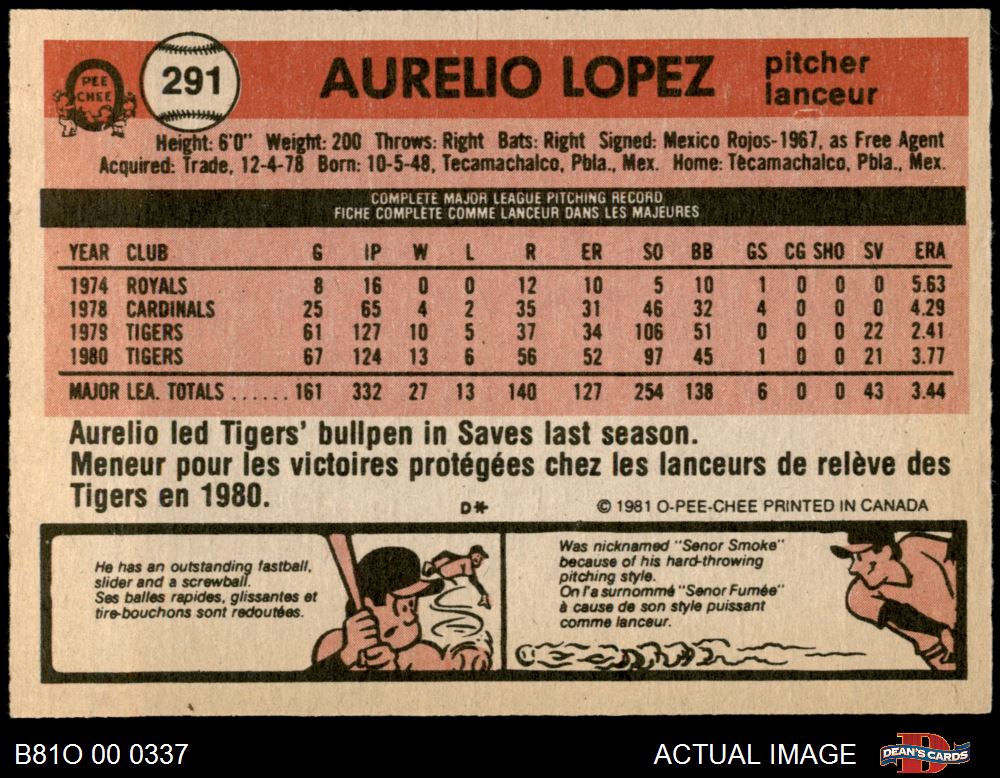 PEE
CHEE
291
AURELIO LOPEZ
pitcher
lanceur
Height: 6'0" Weight: 200 Throws: Right Bats: Right Signed: Mexico Rojos-1967, as Free Agent
Acquired: Trade, 12-4-78 Born: 10-5-48, Tecamachalco, Pbla., Mex. Home: Tecamachalco, Pbla., Mex.
COMPLETE MAJOR LEAGUE PITCHING RECORD
FICHE COMPLÈTE COMME LANCEUR DANS LES MAJEURES
YEAR CLUB G IP W L R ER SO BB GS CG SHO SV ERA
1974 ROYALS 8 16 0 0 12 10 5 10 1 0 0 0 5.63
1978 CARDINALS 25 65 4 2 35 31 46 32 4 0 0 0 4.29
1979 TIGERS 61 127 10 5 37 34 106 51 0 0 0 22 2.41
1980 TIGERS 67 124 13 6 56 52 97 45 1 0 0 21 3.77
MAJOR LEA. TOTALS ...... 161 332 27 13 140 127 254 138 6 0 0 43 3.44
Aurelio led Tigers' bullpen in Saves last season.
Meneur pour les victoires protégées chez les lanceurs de relève des
Tigers en 1980.
D* © 1981 O-PEE-CHEE PRINTED IN CANADA
He has an outstanding fastball,
slider and a screwball.
Ses balles rapides, glissantes et
tire-bouchons sont redoutées.
Was nicknamed "Senor Smoke"
because of his hard-throwing
pitching style.
On l'a surnommé "Senor Fumée"
à cause de son style puissant
comme lanceur.
B81O 00 0337
ACTUAL IMAGE
DEAN'S CARDS